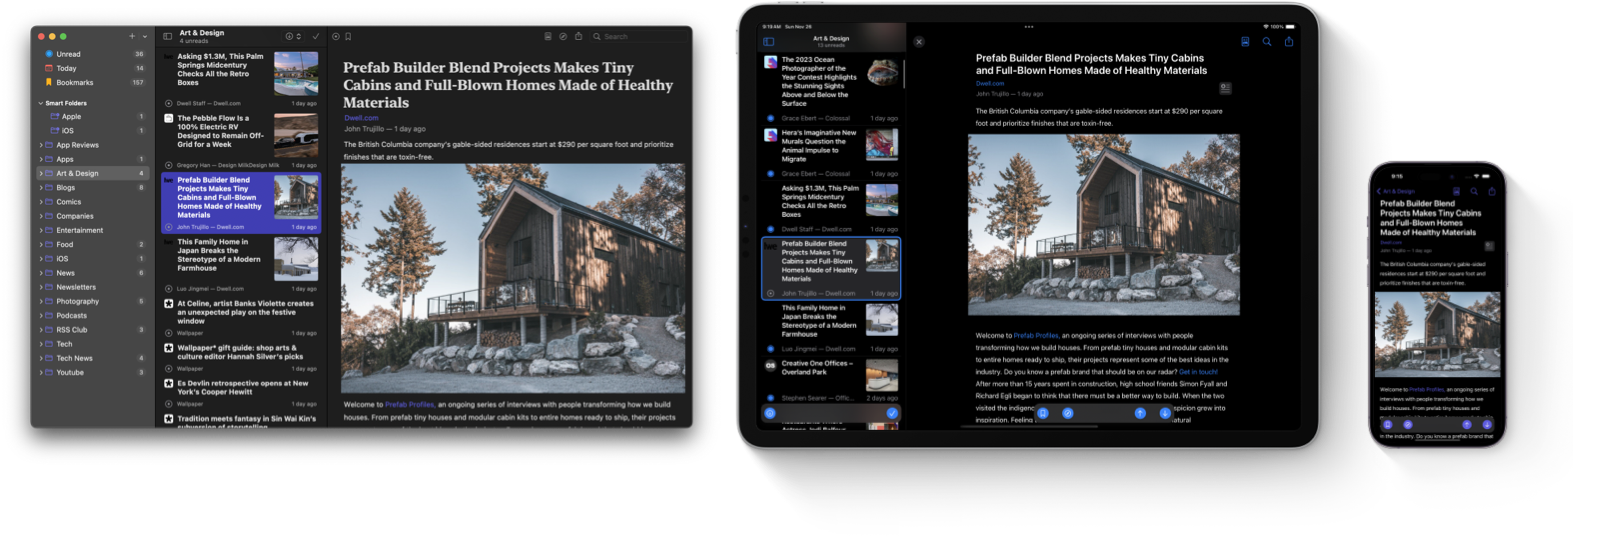 Unread 36
Today 14
Bookmarks 157
Smart Folders
Apple 1
iOS 1
App Reviews
Apps 1
Art & Design 4
Blogs 8
Comics
Companies
Entertainment
Food 2
iOS 1
News 6
Newsletters
Photography 5
Podcasts
RSS Club 3
Tech
Tech News 4
Youtube 3
Art & Design
4 unreads
Asking $1.3M, This Palm
Springs Midcentury
Checks All the Retro
Boxes
Dwell Staff — Dwell.com 1 day ago
The Pebble Flow Is a
100% Electric RV
Designed to Remain Off-
Grid for a Week
Gregory Han — Design MilkDesign Milk 1 day ago
Prefab Builder Blend
Projects Makes Tiny
Cabins and Full-Blown
Homes Made of Healthy
Materials
John Trujillo — Dwell.com 1 day ago
This Family Home in
Japan Breaks the
Stereotype of a Modern
Farmhouse
Luo Jingmei — Dwell.com 1 day ago
At Celine, artist Banks Violette creates
an unexpected play on the festive
window
Wallpaper 1 day ago
Wallpaper* gift guide: shop arts &
culture editor Hannah Silver's picks
Wallpaper 1 day ago
Es Devlin retrospective opens at New
York's Cooper Hewitt
Wallpaper 1 day ago
Tradition meets fantasy in Sin Wai Kin's
subversion of storytelling
Search
Prefab Builder Blend Projects Makes Tiny
Cabins and Full-Blown Homes Made of Healthy
Materials
Dwell.com
John Trujillo — 1 day ago
The British Columbia company's gable-sided residences start at $290 per square foot and prioritize
finishes that are toxin-free.
Welcome to Prefab Profiles, an ongoing series of interviews with people transforming how we build
houses. From prefab tiny houses and modular cabin kits to entire homes ready to ship, their projects
9:19 AM Sun Nov 26
100%
Art & Design
13 unreads
The 2023 Ocean
Photographer of the
Year Contest Highlights
the Stunning Sights
Above and Below the
Surface
Grace Ebert — Colossal 1 day ago
Hera's Imaginative New
Murals Question the
Animal Impulse to
Migrate
Grace Ebert — Colossal 1 day ago
Asking $1.3M, This Palm
Springs Midcentury
Checks All the Retro
Boxes
Dwell Staff — Dwell.com 1 day ago
Prefab Builder Blend
Projects Makes Tiny
Cabins and Full-Blown
Homes Made of Healthy
Materials
John Trujillo — Dwell.com 1 day ago
This Family Home in
Japan Breaks the
Stereotype of a Modern
Farmhouse
Luo Jingmei — Dwell.com 1 day ago
Creative One Offices –
Overland Park
Stephen Searer — Offic... 2 days ago
Prefab Builder Blend Projects Makes Tiny Cabins
and Full-Blown Homes Made of Healthy Materials
Dwell.com
John Trujillo — 1 day ago
The British Columbia company's gable-sided residences start at $290 per square
foot and prioritize finishes that are toxin-free.
Welcome to Prefab Profiles, an ongoing series of interviews with people
transforming how we build houses. From prefab tiny houses and modular cabin kits
to entire homes ready to ship, their projects represent some of the best ideas in the
industry. Do you know a prefab brand that should be on our radar? Get in touch!
After more than 15 years spent in construction, high school friends Simon Fyall and
Richard Egli began to think that there must be a better way to build. When the two
visited the indigenc picion grew into
inspiration. Feeling atural
9:15
Art & Design
Prefab Builder Blend
Projects Makes Tiny Cabins
and Full-Blown Homes
Made of Healthy Materials
Dwell.com
John Trujillo — 1 day ago
The British Columbia company's gable-sided
residences start at $290 per square foot and
prioritize finishes that are toxin-free.
Welcome to Prefab Profiles, an ongoing series of
interviews with people transforming how we build
houses. From prefab tiny houses and
in the industry. Do you know a prefab brand that